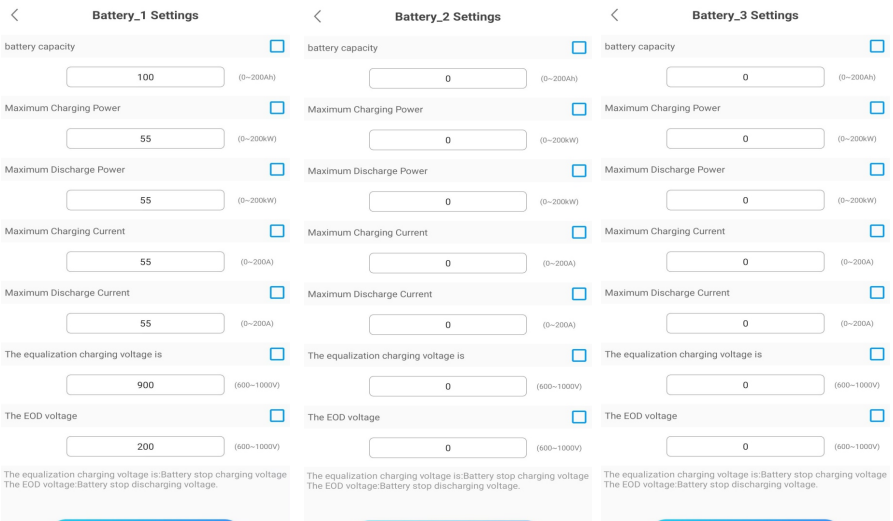 Battery_1 Settings
battery capacity
100 (0~200Ah)
Maximum Charging Power
55 (0~200kW)
Maximum Discharge Power
55 (0~200kW)
Maximum Charging Current
55 (0~200A)
Maximum Discharge Current
55 (0~200A)
The equalization charging voltage is
900 (600~1000V)
The EOD voltage
200 (600~1000V)
The equalization charging voltage is:Battery stop charging voltage
The EOD voltage:Battery stop discharging voltage.
Battery_2 Settings
battery capacity
0 (0~200Ah)
Maximum Charging Power
0 (0~200kW)
Maximum Discharge Power
0 (0~200kW)
Maximum Charging Current
0 (0~200A)
Maximum Discharge Current
0 (0~200A)
The equalization charging voltage is
0 (600~1000V)
The EOD voltage
0 (600~1000V)
The equalization charging voltage is:Battery stop charging voltage
The EOD voltage:Battery stop discharging voltage.
Battery_3 Settings
battery capacity
0 (0~200Ah)
Maximum Charging Power
0 (0~200kW)
Maximum Discharge Power
0 (0~200kW)
Maximum Charging Current
0 (0~200A)
Maximum Discharge Current
0 (0~200A)
The equalization charging voltage is
0 (600~1000V)
The EOD voltage
0 (600~1000V)
The equalization charging voltage is:Battery stop charging voltage
The EOD voltage:Battery stop discharging voltage.